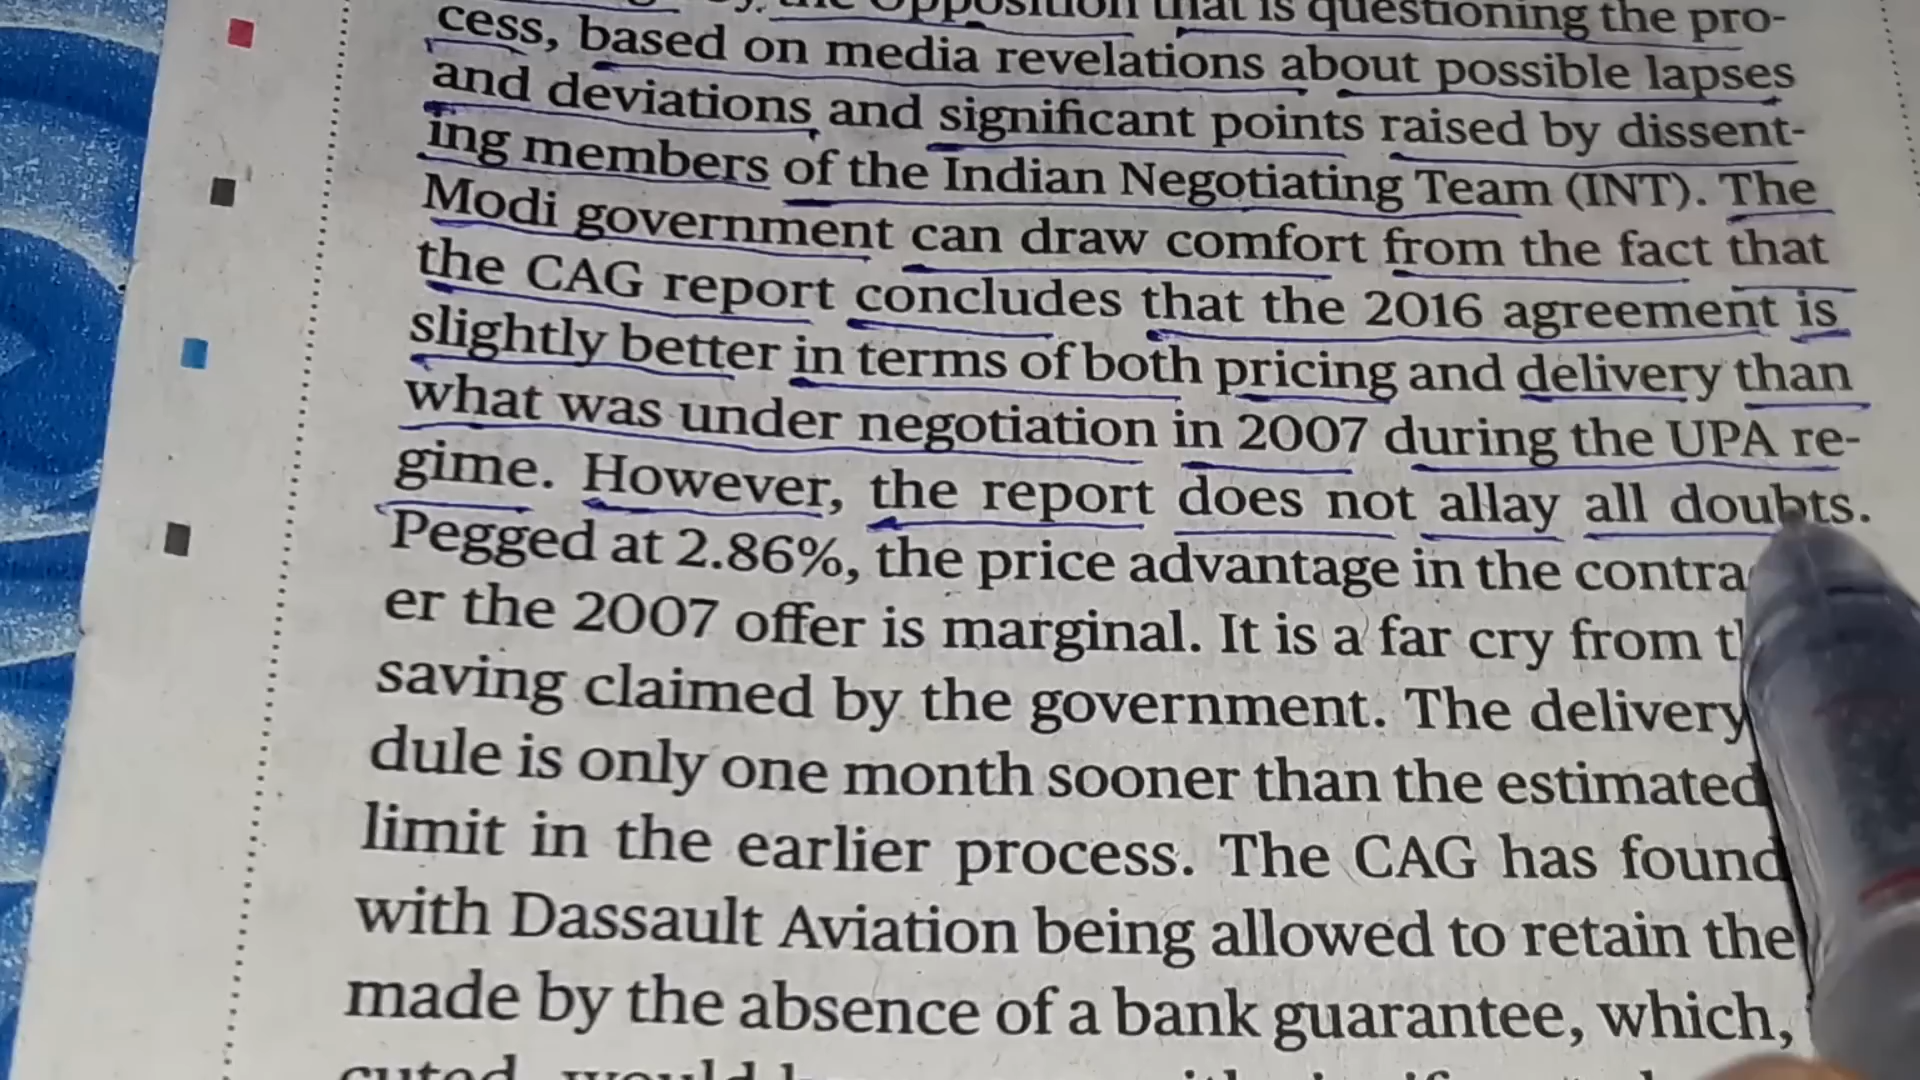 the Opposition that is questioning the pro-
cess, based on media revelations about possible lapses
and deviations and significant points raised by dissent-
ing members of the Indian Negotiating Team (INT). The
Modi government can draw comfort from the fact that
the CAG report concludes that the 2016 agreement is
slightly better in terms of both pricing and delivery than
what was under negotiation in 2007 during the UPA re-
gime. However, the report does not allay all doubts.
Pegged at 2.86%, the price advantage in the
er the 2007 offer is marginal. It is a far cry from
saving claimed by the government. The delivery
dule is only one month sooner than the estimated
limit in the earlier process. The CAG has found
with Dassault Aviation being allowed to retain the
made by the absence of a bank guarantee, which,